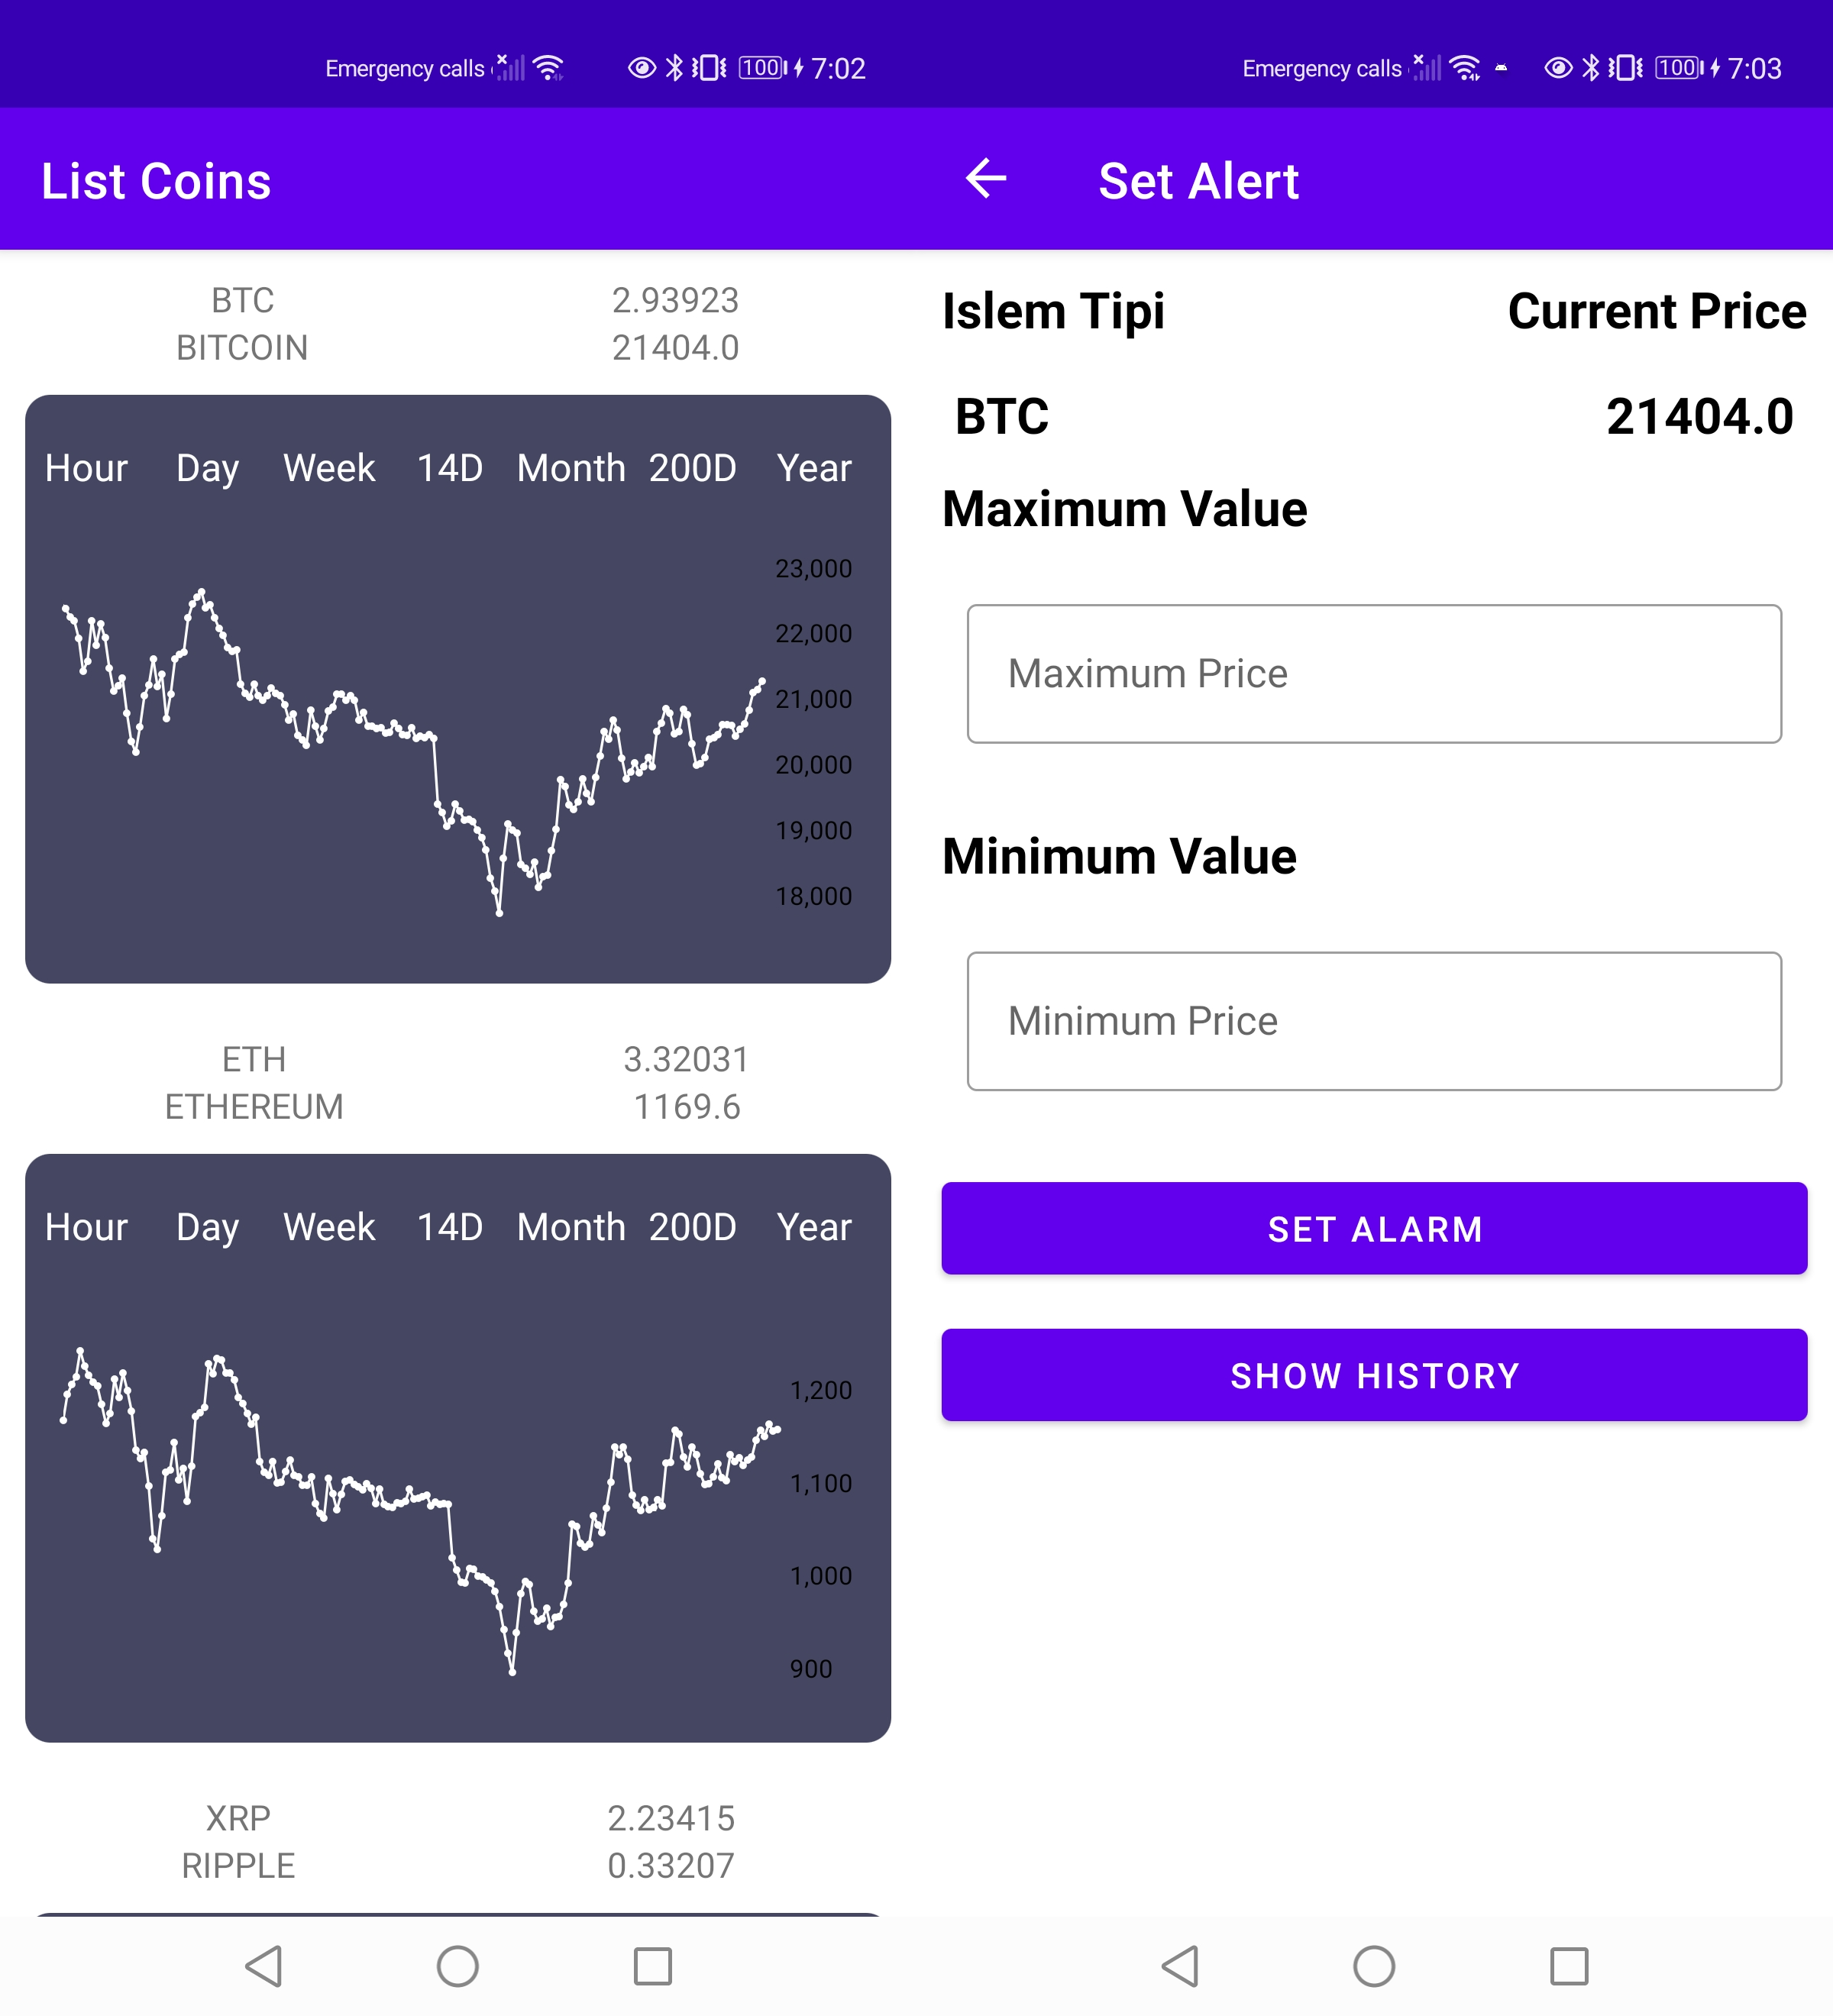 Emergency calls 100 7:02
List Coins
BTC 2.93923
BITCOIN 21404.0
Hour Day Week 14D Month 200D Year
23,000
22,000
21,000
20,000
19,000
18,000
ETH 3.32031
ETHEREUM 1169.6
Hour Day Week 14D Month 200D Year
1,200
1,100
1,000
900
XRP 2.23415
RIPPLE 0.33207
Emergency calls 100 7:03
Set Alert
Islem Tipi Current Price
BTC 21404.0
Maximum Value
Maximum Price
Minimum Value
Minimum Price
SET ALARM
SHOW HISTORY